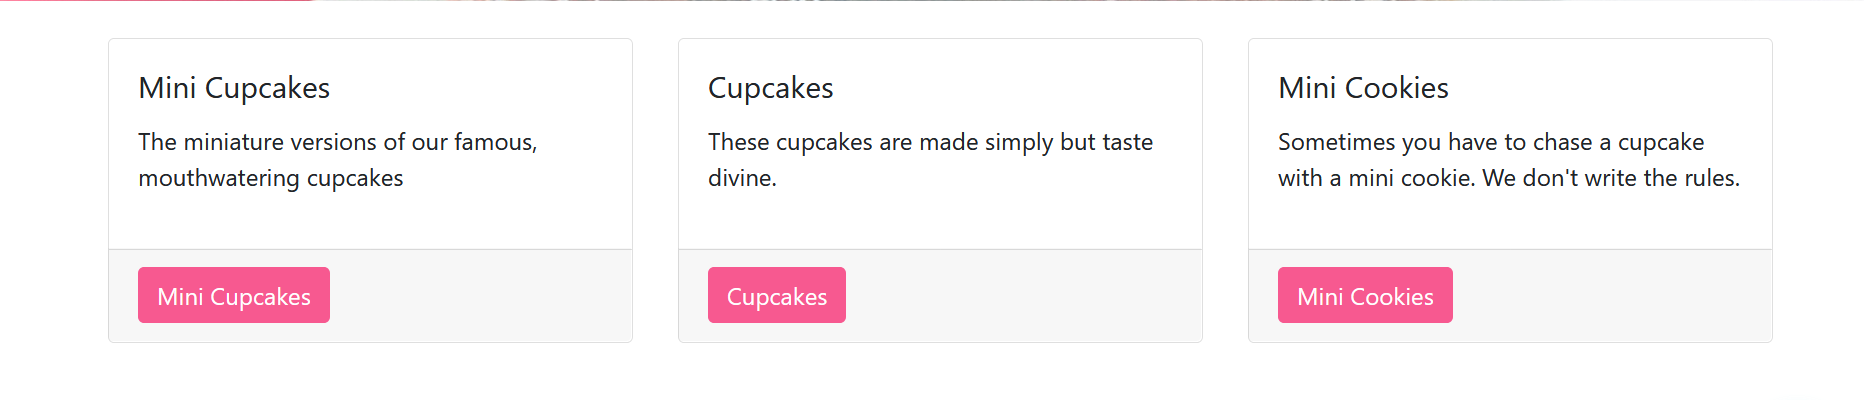 Mini Cupcakes
The miniature versions of our famous,
mouthwatering cupcakes
Mini Cupcakes
Cupcakes
These cupcakes are made simply but taste
divine.
Cupcakes
Mini Cookies
Sometimes you have to chase a cupcake
with a mini cookie. We don't write the rules.
Mini Cookies